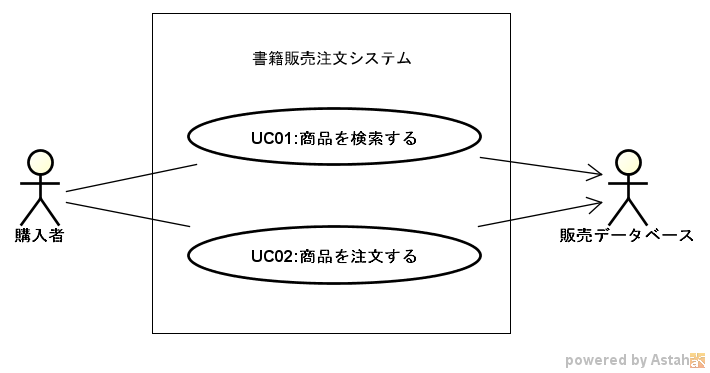 書籍販売注文システム
UC01:商品を検索する
購入者
販売データベース
UC02:商品を注文する
powered by Astah